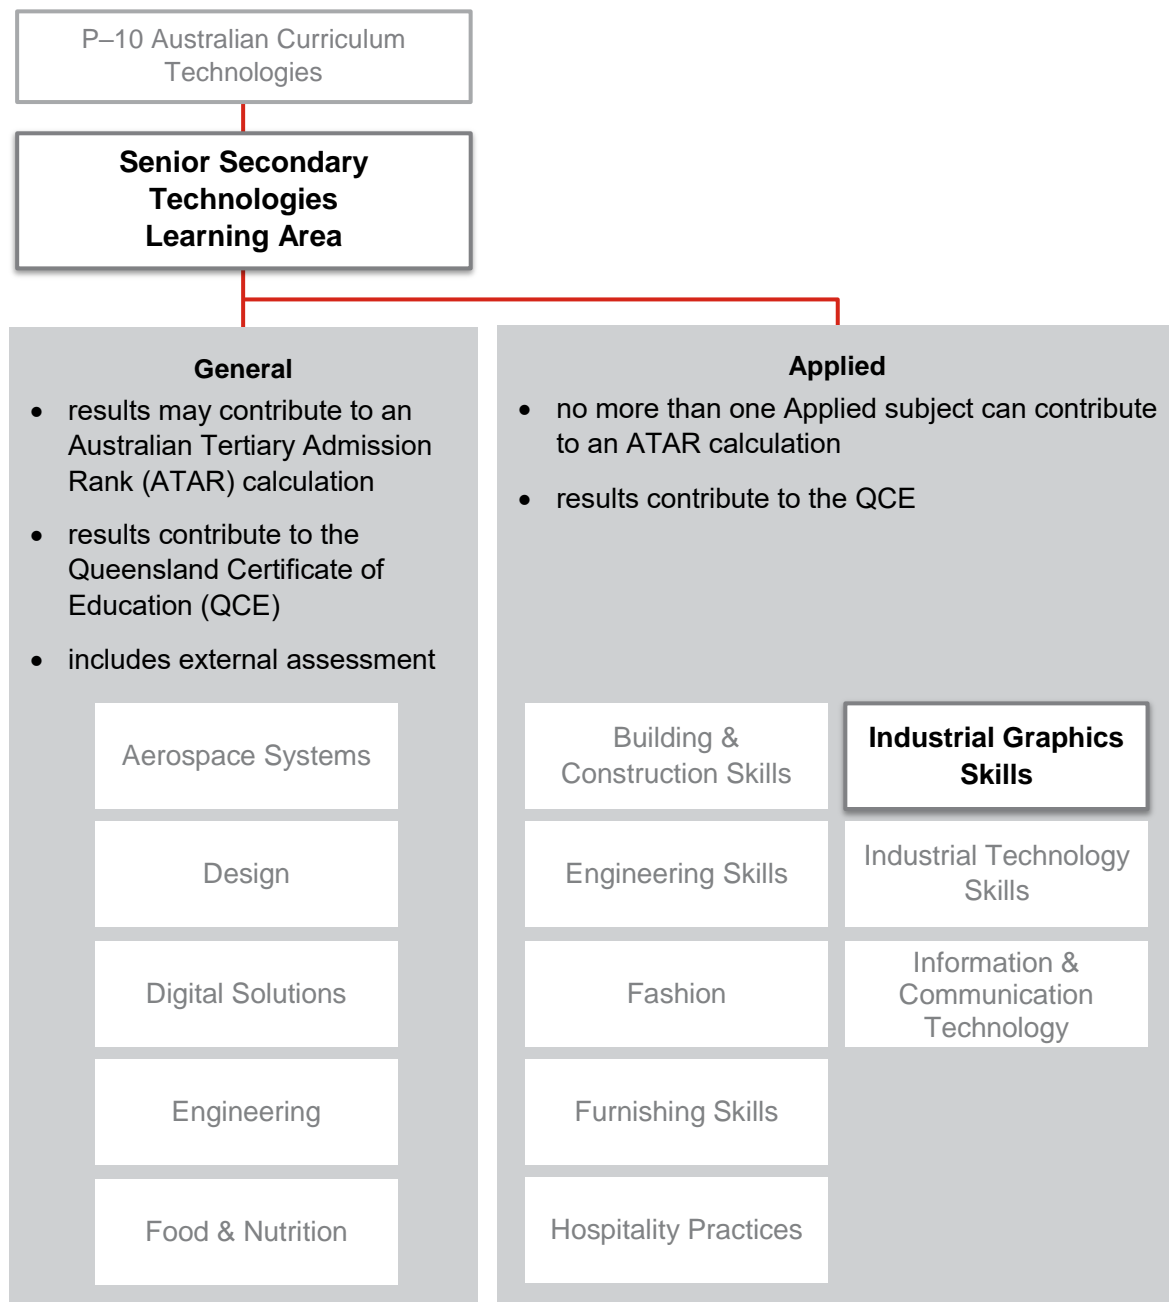 P–10 Australian Curriculum
Technologies
Senior Secondary
Technologies
Learning Area
General
• results may contribute to an
Australian Tertiary Admission
Rank (ATAR) calculation
• results contribute to the
Queensland Certificate of
Education (QCE)
• includes external assessment
Aerospace Systems
Design
Digital Solutions
Engineering
Food & Nutrition
Applied
• no more than one Applied subject can contribute
to an ATAR calculation
• results contribute to the QCE
Building &
Construction Skills
Engineering Skills
Fashion
Furnishing Skills
Hospitality Practices
Industrial Graphics
Skills
Industrial Technology
Skills
Information &
Communication
Technology